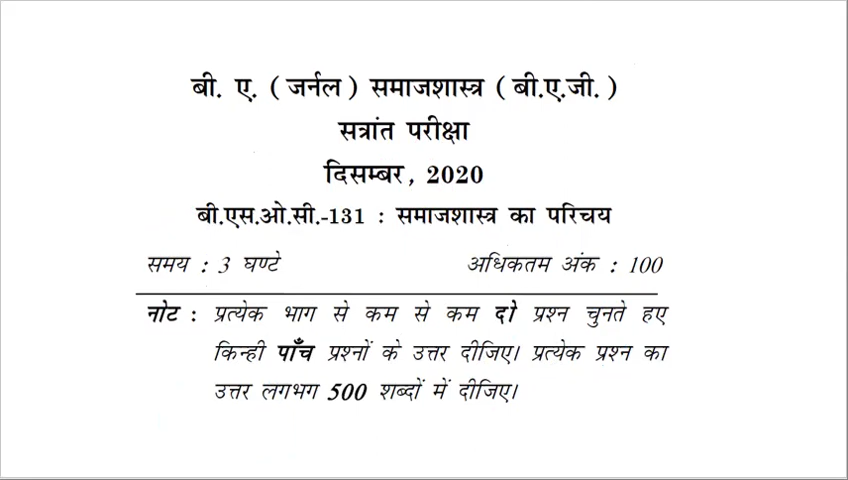 बी. ए. ( जर्नल ) समाजशास्त्र ( बी.ए.जी. )
सत्रांत परीक्षा
दिसम्बर, 2020
बी.एस.ओ.सी.-131 : समाजशास्त्र का परिचय
समय : 3 घण्टे अधिकतम अंक : 100
नोट : प्रत्येक भाग से कम से कम दो प्रश्न चुनते हए
किन्ही पाँच प्रश्नों के उत्तर दीजिए। प्रत्येक प्रश्न का
उत्तर लगभग 500 शब्दों में दीजिए।